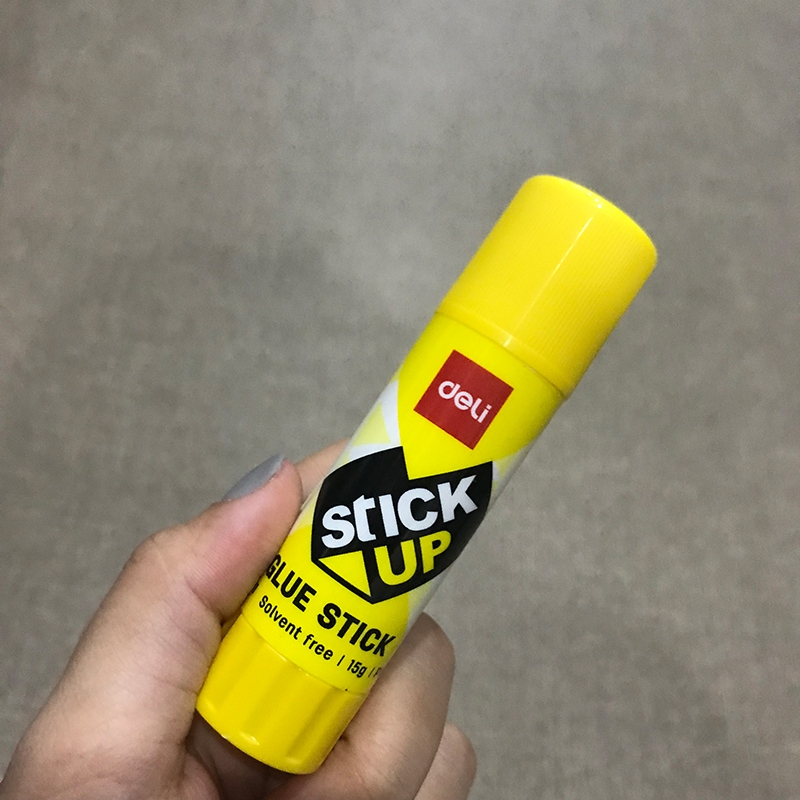 deli
STICK
UP
GLUE STICK
Solvent free | 15g |